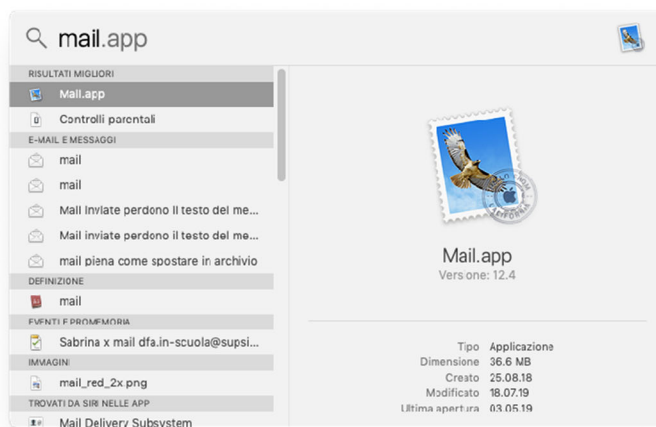 mail.app
RISULTATI MIGLIORI
Mail.app
Controlli parentali
E-MAIL E MESSAGGI
mail
mail
Mail inviate perdono il testo del me...
Mail inviate perdono il testo del me...
mail piena come spostare in archivio
DEFINIZIONE
mail
EVENTI E PROMEMORIA
Sabrina x mail dfa.in-scuola@supsi...
IMMAGINI
mail_red_2x.png
TROVATI DA SIRI NELLE APP
Mail Delivery Subsystem
CALIFORNIA
Mail.app
Versione: 12.4
Tipo Applicazione
Dimensione 36.6 MB
Creato 25.08.18
Modificato 18.07.19
Ultima apertura 03.05.19